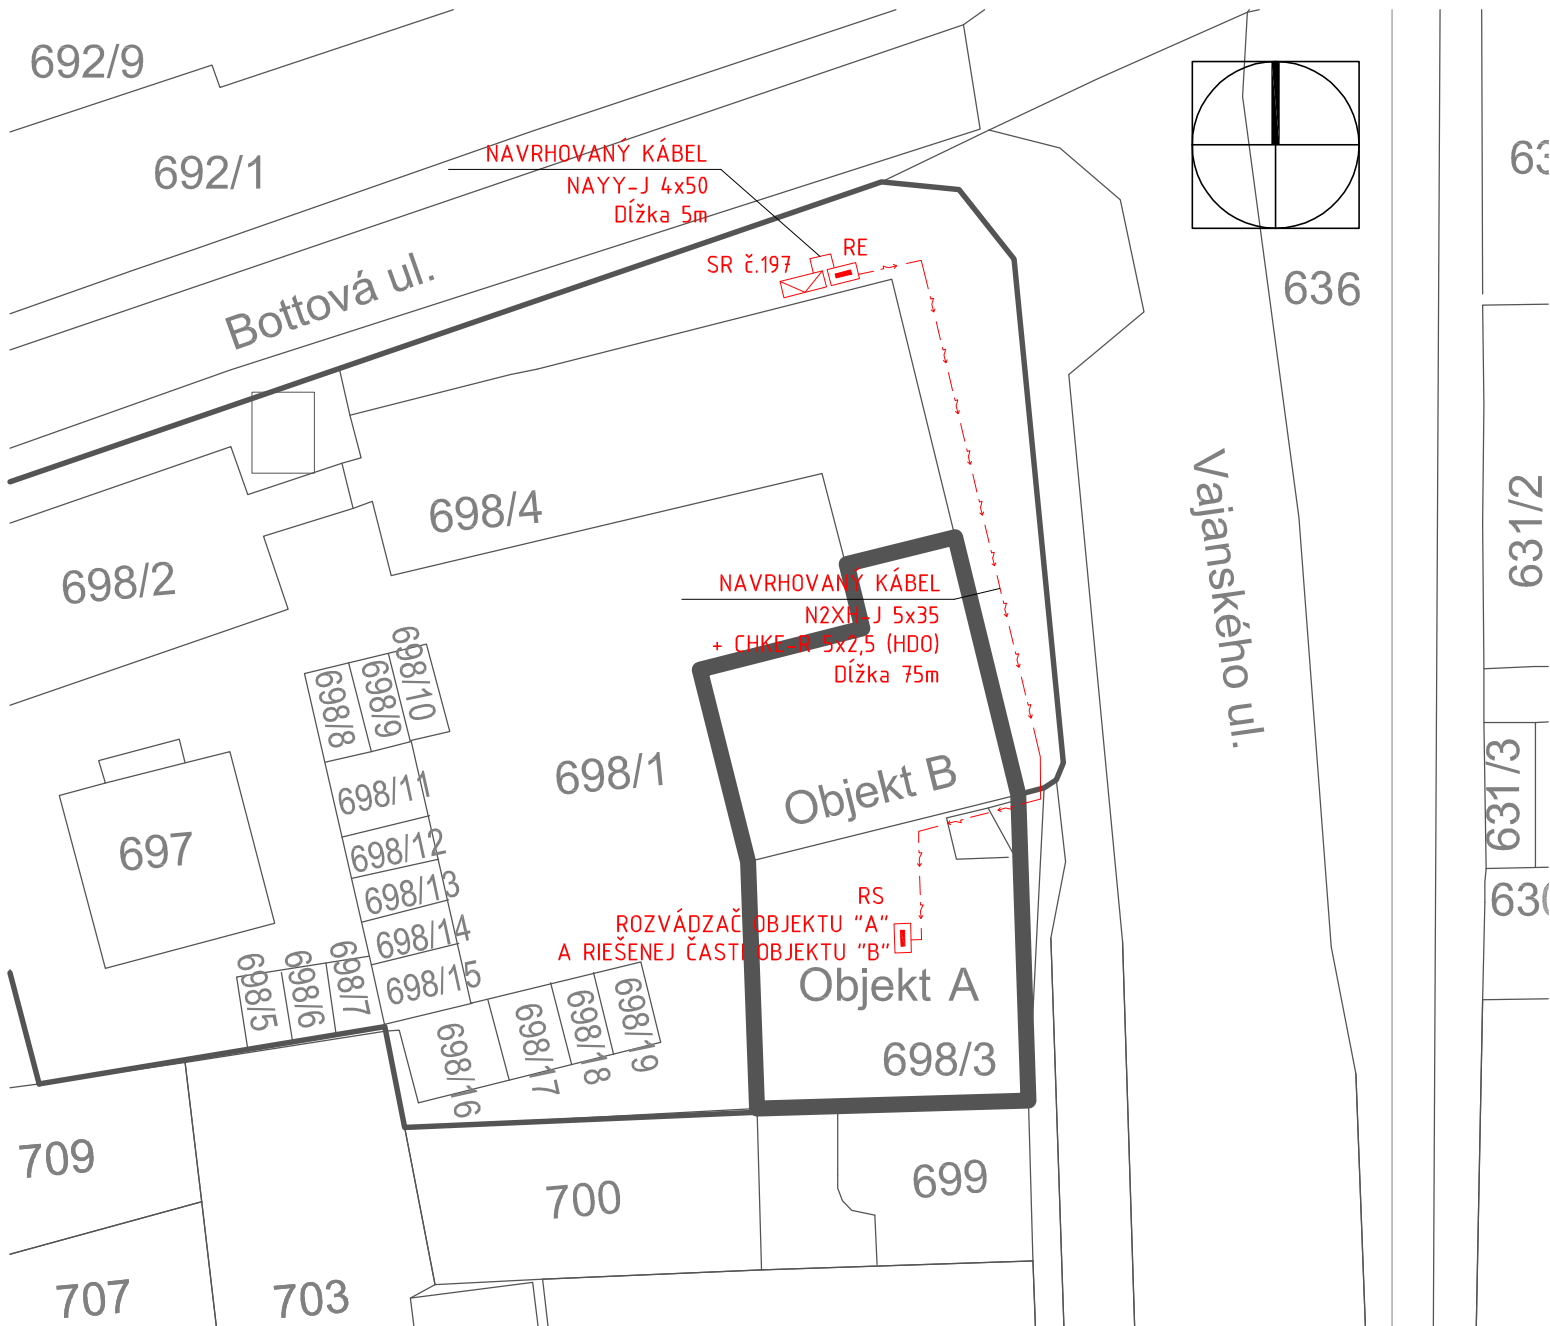 692/9
692/1
NAVRHOVANÝ KÁBEL
NAYY-J 4x50
Dĺžka 5m
SR č.197
RE
Bottová ul.
636
698/4
698/2
Vajanského ul.
631/2
NAVRHOVANÝ KÁBEL
N2XH-J 5x35
+ CHKE-R 5x2,5 (HDO)
Dĺžka 75m
698/10
698/9
698/8
698/1
Objekt B
698/11
697
698/12
698/13
698/14
698/15
631/3
RS
ROZVÁDZAČ OBJEKTU "A"
A RIEŠENEJ ČASTI OBJEKTU "B"
Objekt A
698/3
698/5
698/6
698/7
698/16
698/17
698/18
698/19
709
700
699
707
703